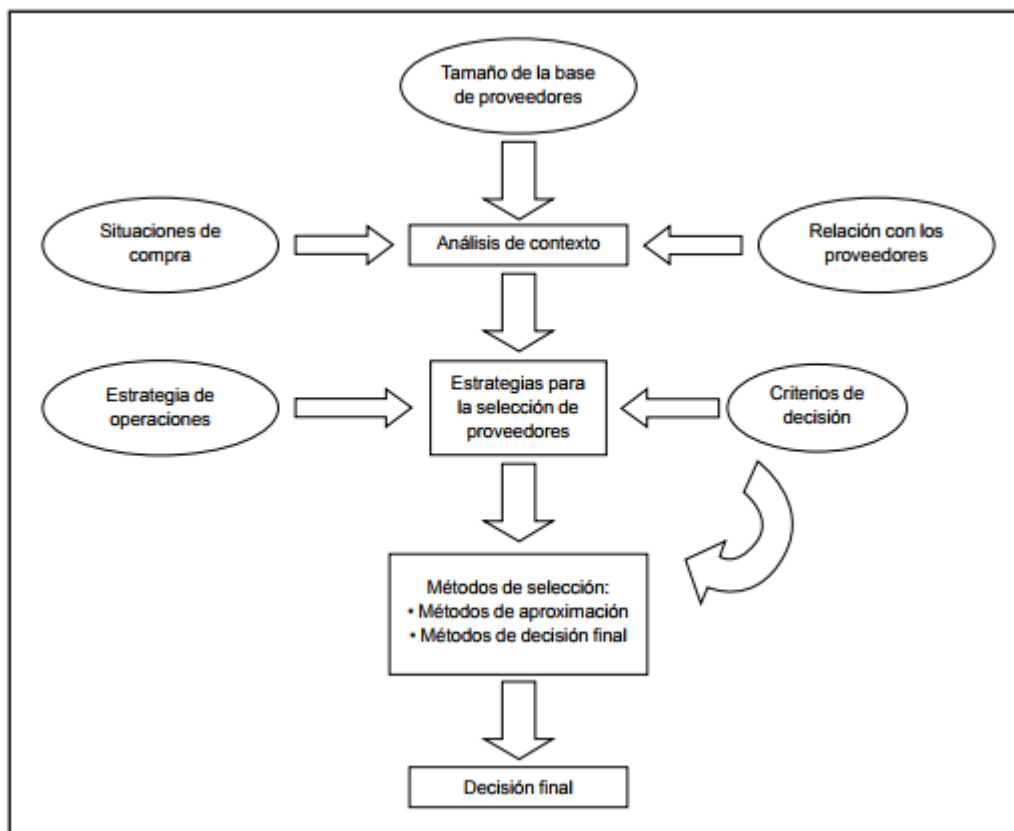 Tamaño de la base
de proveedores
Situaciones de
compra
Análisis de contexto
Relación con los
proveedores
Estrategia de
operaciones
Estrategias para
la selección de
proveedores
Criterios de
decisión
Métodos de selección:
• Métodos de aproximación
• Métodos de decisión final
Decisión final